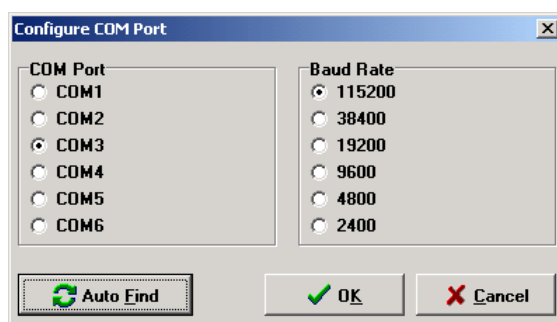 Configure COM Port
COM Port
COM1
COM2
COM3
COM4
COM5
COM6
Baud Rate
115200
38400
19200
9600
4800
2400
Auto Find
OK
Cancel